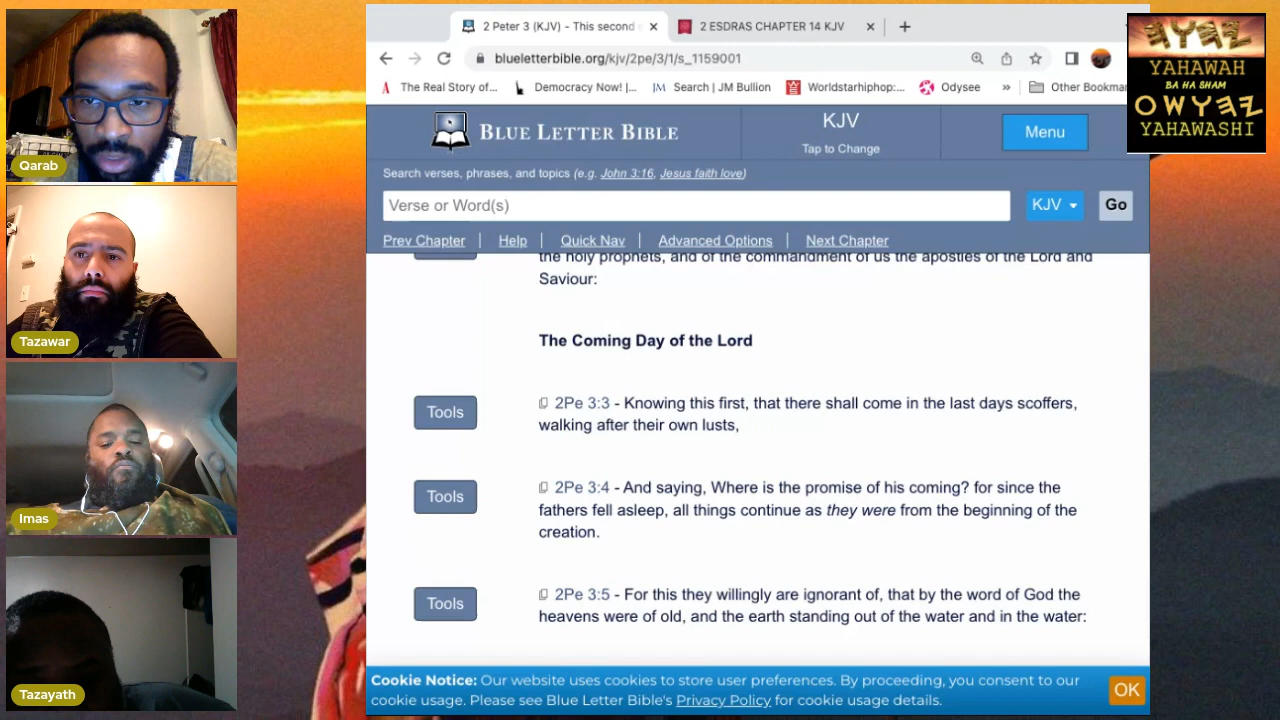 Qarab
Tazawar
Imas
Tazayath
2 Peter 3 (KJV) - This second
2 ESDRAS CHAPTER 14 KJV
blueletterbible.org/kjv/2pe/3/1/s_1159001
The Real Story of...
Democracy Now! |...
JM Search | JM Bullion
Worldstarhiphop:...
Odysee
»
Other Bookmar
BLUE LETTER BIBLE
KJV
Tap to Change
Menu
Search verses, phrases, and topics (e.g. John 3:16, Jesus faith love)
Verse or Word(s)
KJV
Go
Prev Chapter | Help | Quick Nav | Advanced Options | Next Chapter
the holy prophets, and of the commandment of us the apostles of the Lord and
Saviour:
The Coming Day of the Lord
Tools
2Pe 3:3 - Knowing this first, that there shall come in the last days scoffers,
walking after their own lusts,
Tools
2Pe 3:4 - And saying, Where is the promise of his coming? for since the
fathers fell asleep, all things continue as they were from the beginning of the
creation.
Tools
2Pe 3:5 - For this they willingly are ignorant of, that by the word of God the
heavens were of old, and the earth standing out of the water and in the water:
Cookie Notice: Our website uses cookies to store user preferences. By proceeding, you consent to our
cookie usage. Please see Blue Letter Bible's Privacy Policy for cookie usage details.
OK
YAHAWAH
BA HA SHAM
YAHAWASHI